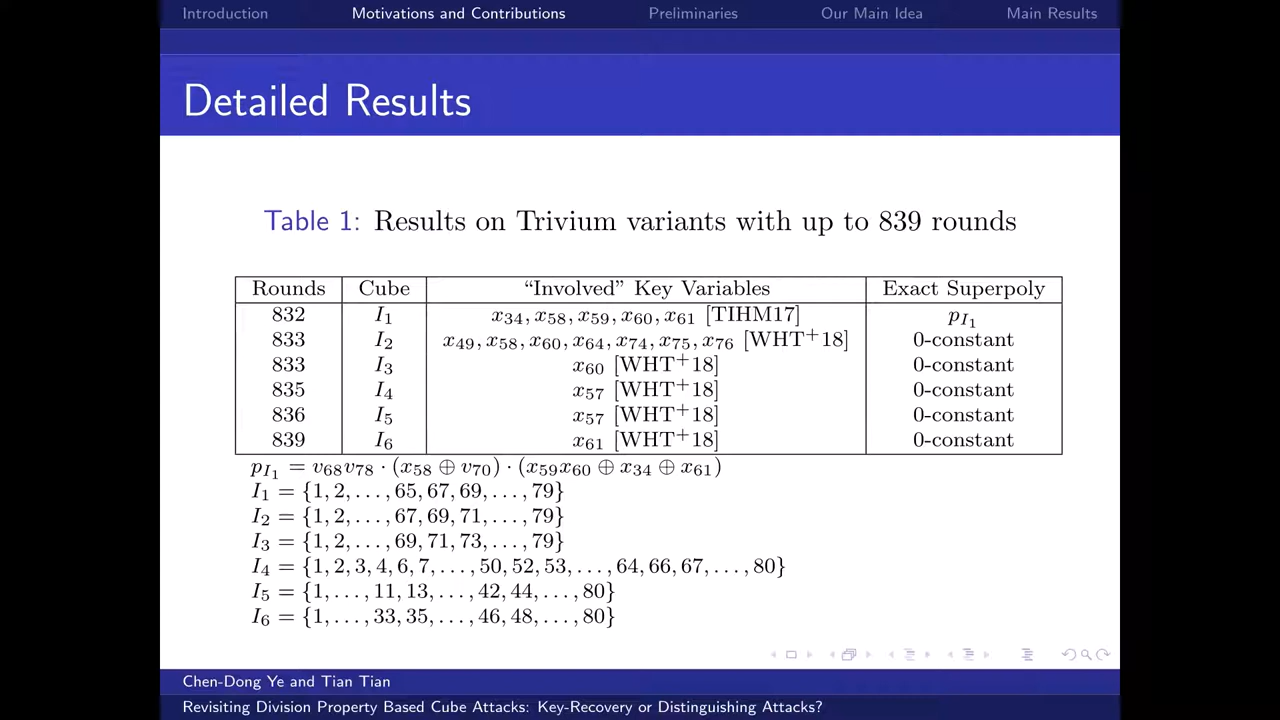 Introduction Motivations and Contributions Preliminaries Our Main Idea Main Results
Detailed Results
Table 1: Results on Trivium variants with up to 839 rounds
Rounds Cube “Involved” Key Variables Exact Superpoly
832 I₁ x₃₄, x₅₈, x₅₉, x₆₀, x₆₁ [TIHM17] p_{I₁}
833 I₂ x₄₉, x₅₈, x₆₀, x₆₄, x₇₄, x₇₅, x₇₆ [WHT⁺18] 0-constant
833 I₃ x₆₀ [WHT⁺18] 0-constant
835 I₄ x₅₇ [WHT⁺18] 0-constant
836 I₅ x₅₇ [WHT⁺18] 0-constant
839 I₆ x₆₁ [WHT⁺18] 0-constant
p_{I₁} = v₆₈v₇₈ · (x₅₈ ⊕ v₇₀) · (x₅₉x₆₀ ⊕ x₃₄ ⊕ x₆₁)
I₁ = {1, 2, . . . , 65, 67, 69, . . . , 79}
I₂ = {1, 2, . . . , 67, 69, 71, . . . , 79}
I₃ = {1, 2, . . . , 69, 71, 73, . . . , 79}
I₄ = {1, 2, 3, 4, 6, 7, . . . , 50, 52, 53, . . . , 64, 66, 67, . . . , 80}
I₅ = {1, . . . , 11, 13, . . . , 42, 44, . . . , 80}
I₆ = {1, . . . , 33, 35, . . . , 46, 48, . . . , 80}
Chen-Dong Ye and Tian Tian
Revisiting Division Property Based Cube Attacks: Key-Recovery or Distinguishing Attacks?